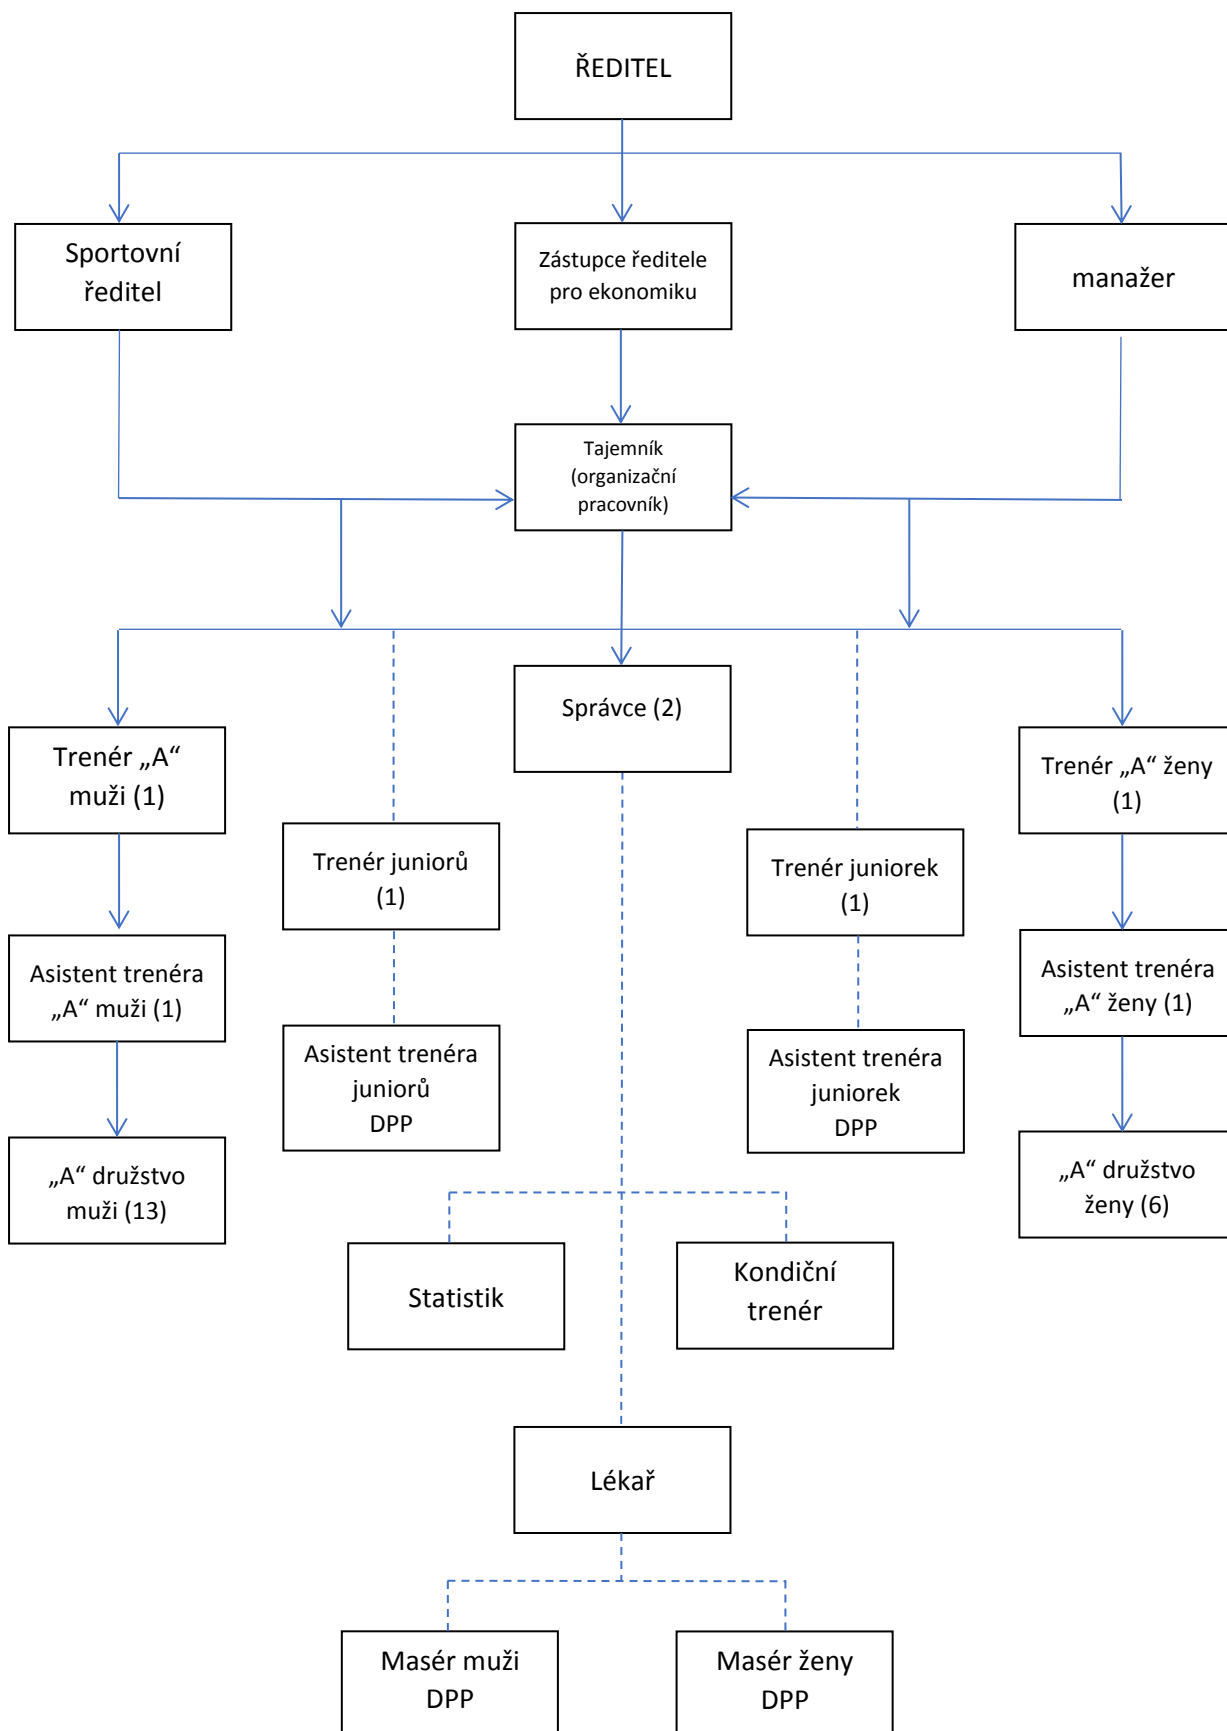 ŘEDITEL
Sportovní
ředitel
Zástupce ředitele
pro ekonomiku
manažer
Tajemník
(organizační
pracovník)
Správce (2)
Trenér „A“
muži (1)
Trenér „A“ ženy
(1)
Trenér juniorů
(1)
Trenér juniorek
(1)
Asistent trenéra
„A“ muži (1)
Asistent trenéra
„A“ ženy (1)
Asistent trenéra
juniorů
DPP
Asistent trenéra
juniorek
DPP
„A“ družstvo
muži (13)
„A“ družstvo
ženy (6)
Statistik
Kondiční
trenér
Lékař
Masér muži
DPP
Masér ženy
DPP